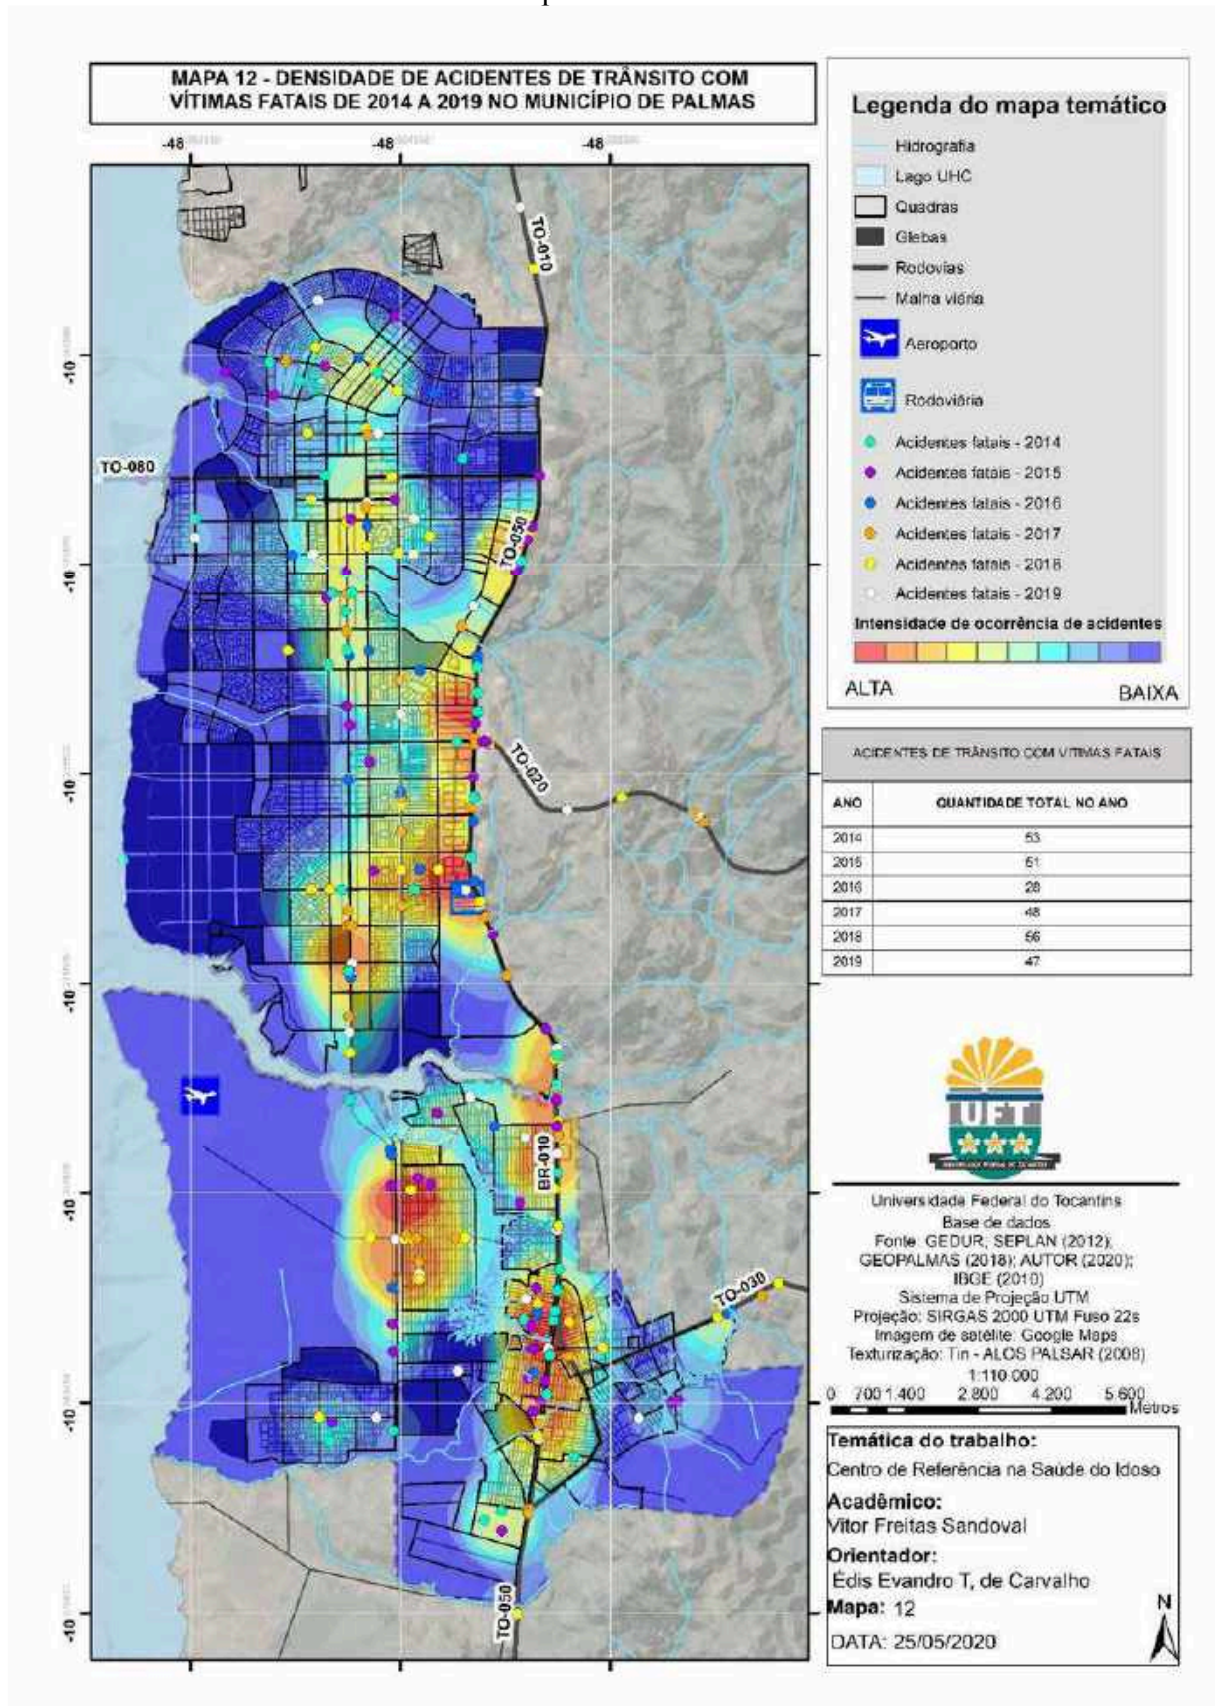 MAPA 12 - DENSIDADE DE ACIDENTES DE TRÂNSITO COM
VÍTIMAS FATAIS DE 2014 A 2019 NO MUNICÍPIO DE PALMAS
-48
-48
-48
TO-010
-10
TO-080
TO-050
-10
TO-020
-10
-10
BR-010
-10
TO-030
-10
TO-050
-10
Legenda do mapa temático
Hidrografia
Lago UHC
Quadras
Glebas
Rodovias
Malha viária
Aeroporto
Rodoviária
Acidentes fatais - 2014
Acidentes fatais - 2015
Acidentes fatais - 2016
Acidentes fatais - 2017
Acidentes fatais - 2018
Acidentes fatais - 2019
Intensidade de ocorrência de acidentes
ALTA BAIXA
ACIDENTES DE TRÂNSITO COM VÍTIMAS FATAIS
ANO QUANTIDADE TOTAL NO ANO
2014 53
2015 51
2016 28
2017 48
2018 56
2019 47
UFT
Universidade Federal do Tocantins
Base de dados
Fonte: GEDUR, SEPLAN (2012);
GEOPALMAS (2018); AUTOR (2020);
IBGE (2010)
Sistema de Projeção UTM
Projeção: SIRGAS 2000 UTM Fuso 22s
Imagem de satélite: Google Maps
Texturização: Tin - ALOS PALSAR (2008)
1:110.000
0 700 1.400 2.800 4.200 5.600
Metros
Temática do trabalho:
Centro de Referência na Saúde do Idoso
Acadêmico:
Vitor Freitas Sandoval
Orientador:
Édis Evandro T, de Carvalho
Mapa: 12
N
DATA: 25/05/2020